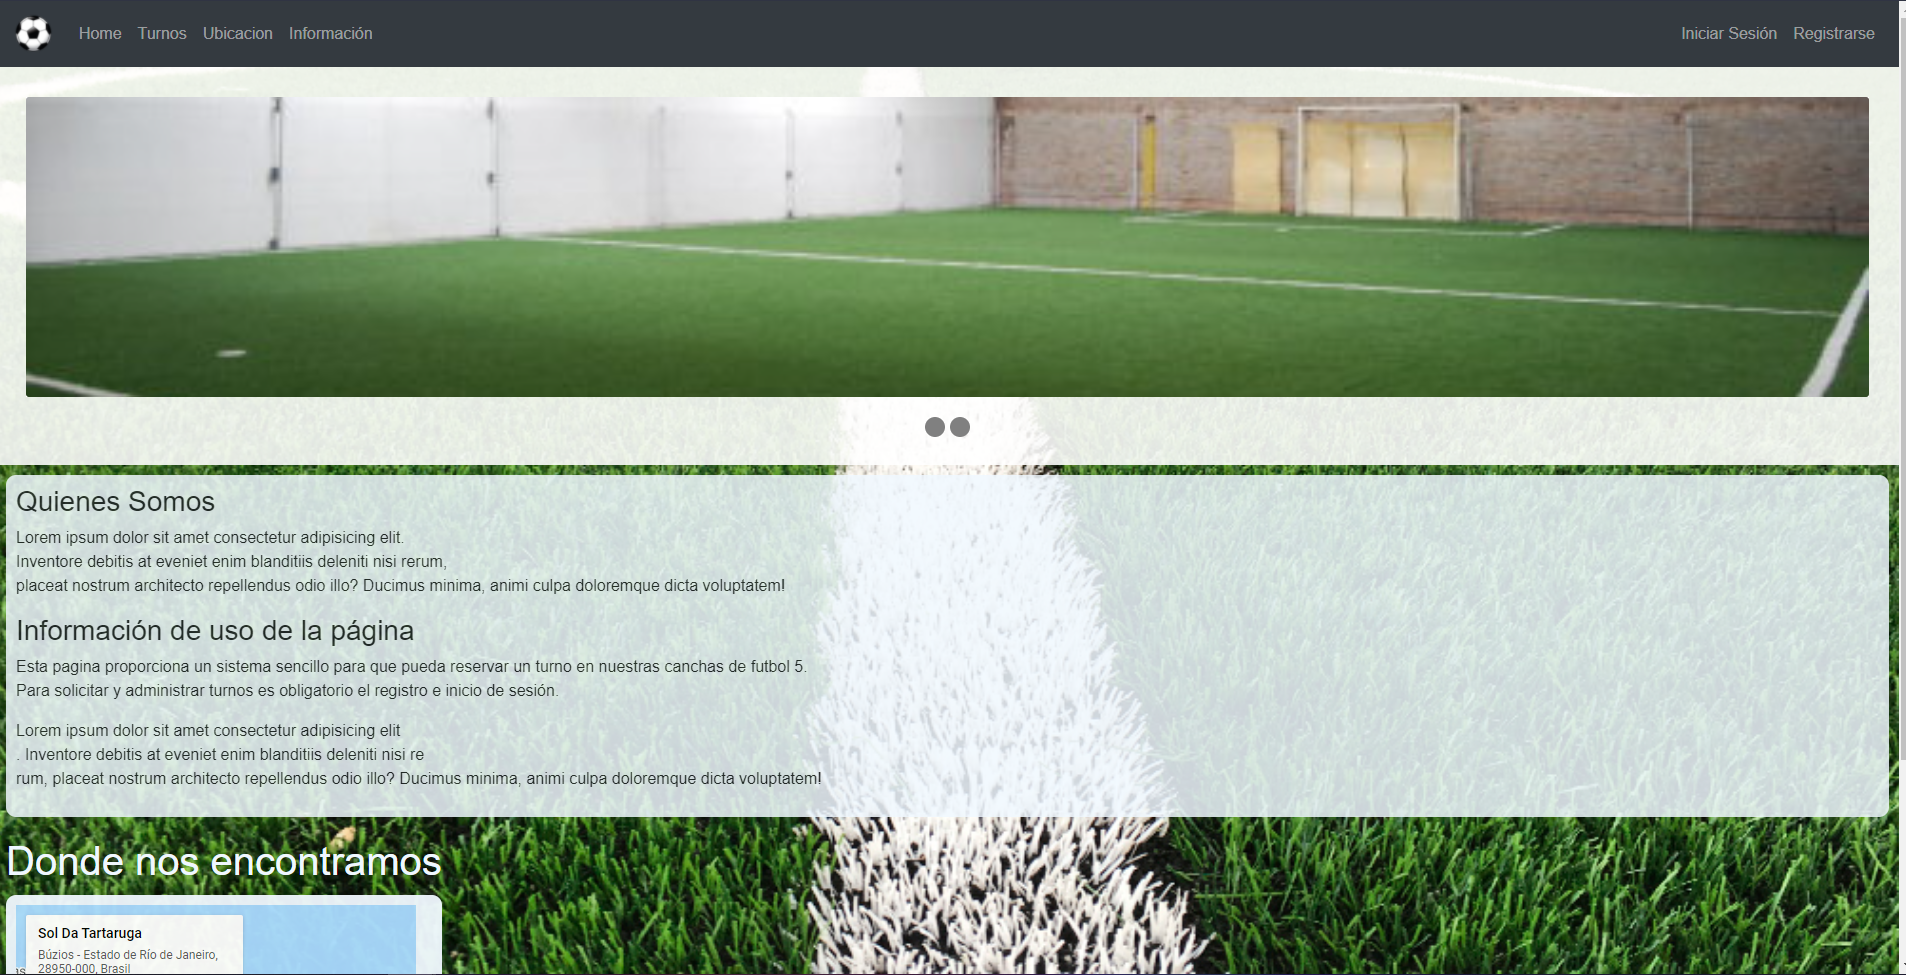 Home Turnos Ubicacion Información Iniciar Sesión Registrarse
Quienes Somos
Lorem ipsum dolor sit amet consectetur adipisicing elit.
Inventore debitis at eveniet enim blanditiis deleniti nisi rerum,
placeat nostrum architecto repellendus odio illo? Ducimus minima, animi culpa doloremque dicta voluptatem!
Información de uso de la página
Esta pagina proporciona un sistema sencillo para que pueda reservar un turno en nuestras canchas de futbol 5.
Para solicitar y administrar turnos es obligatorio el registro e inicio de sesión.
Lorem ipsum dolor sit amet consectetur adipisicing elit
. Inventore debitis at eveniet enim blanditiis deleniti nisi re
rum, placeat nostrum architecto repellendus odio illo? Ducimus minima, animi culpa doloremque dicta voluptatem!
Donde nos encontramos
Sol Da Tartaruga
Búzios - Estado de Río de Janeiro,
28950-000, Brasil